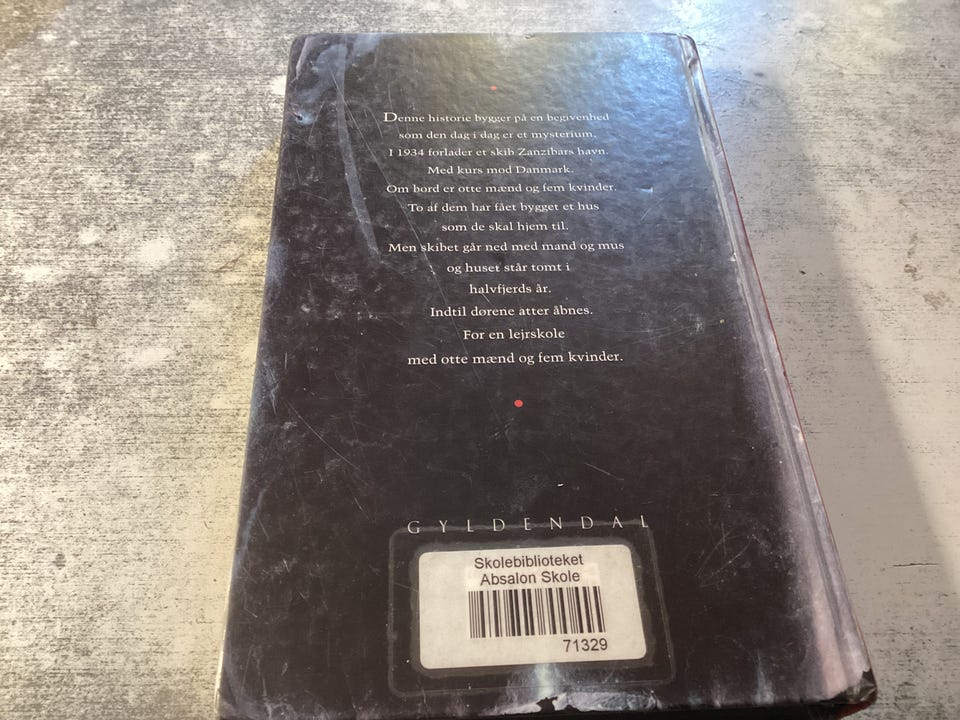 Denne historie bygger på en begivenhed
som den dag i dag er et mysterium.
I 1934 forlader et skib Zanzibars havn.
Med kurs mod Danmark.
Om bord er otte mænd og fem kvinder.
To af dem har fået bygget et hus
som de skal hjem til.
Men skibet går ned med mand og mus
og huset står tomt i
halvfjerds år.
Indtil dørene atter åbnes.
For en lejrskole
med otte mænd og fem kvinder.
GYLDENDAL
Skolebiblioteket
Absalon Skole
71329